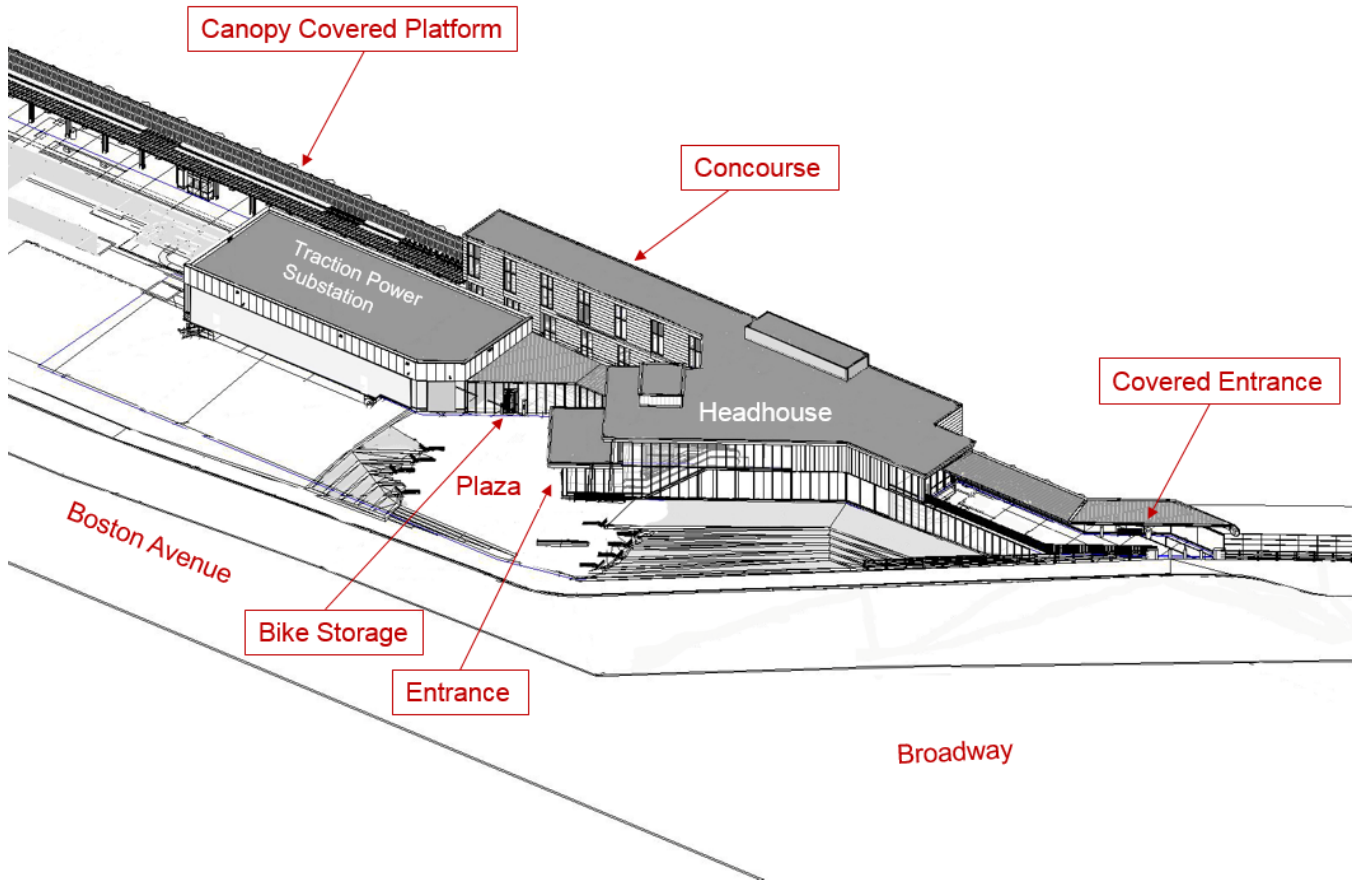 Canopy Covered Platform
Concourse
Traction Power
Substation
Covered Entrance
Headhouse
Plaza
Boston Avenue
Bike Storage
Entrance
Broadway